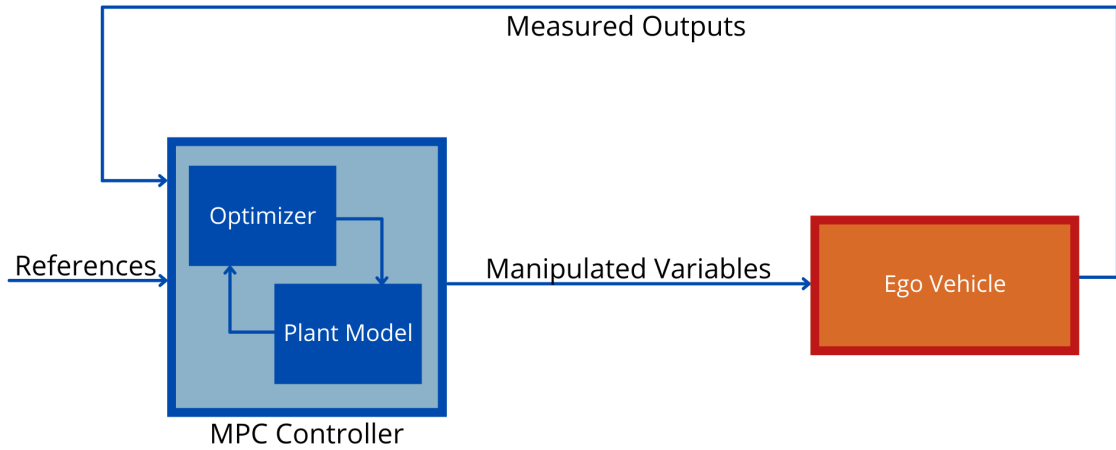 Measured Outputs
Optimizer
References
Manipulated Variables
Ego Vehicle
Plant Model
MPC Controller